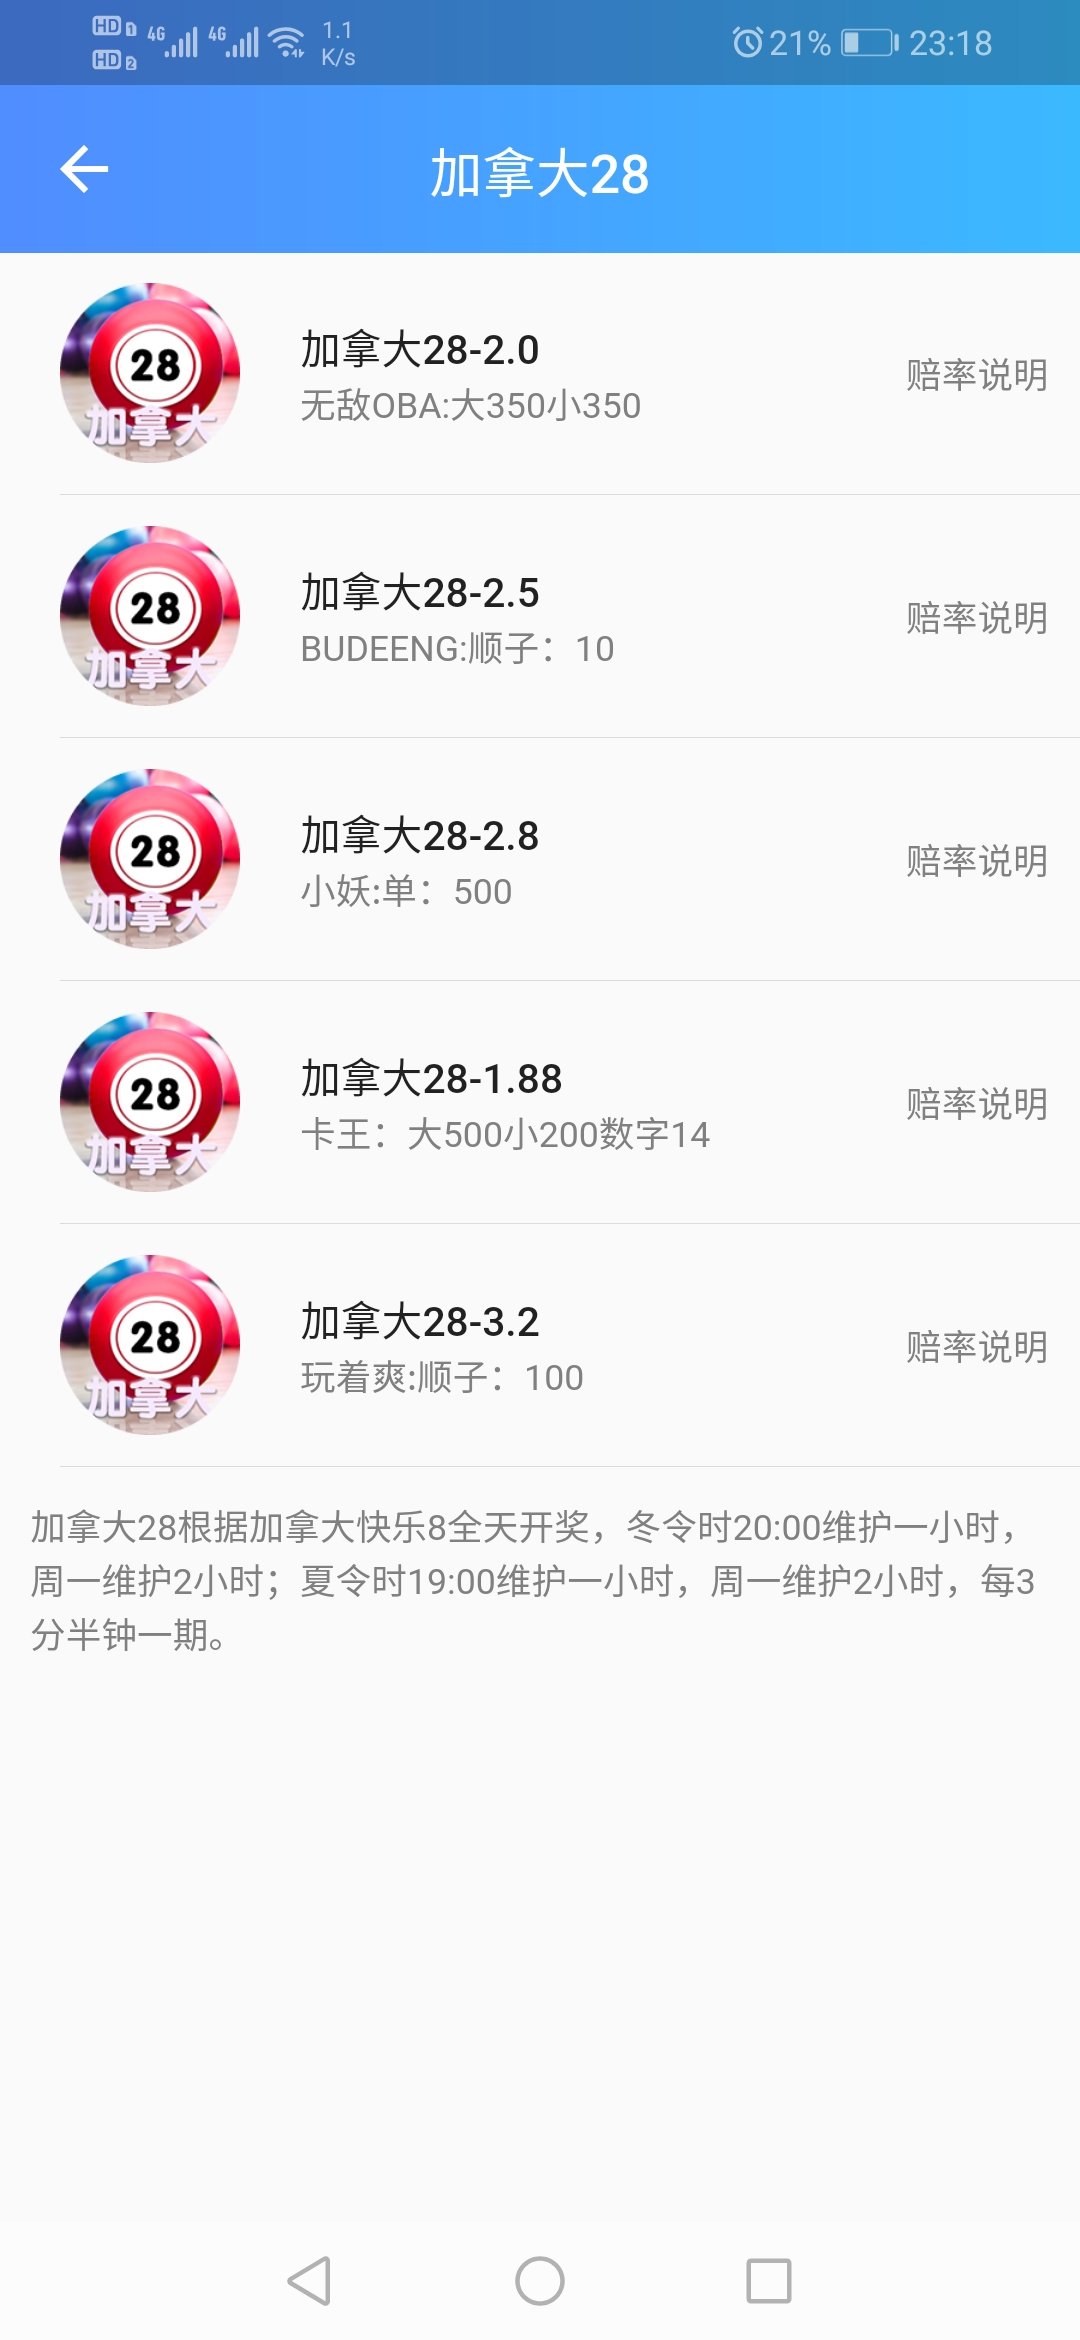 HD 1 4G 4G 1.1
HD 2 K/s
21% 23:18
加拿大28
28
加拿大
加拿大28-2.0
无敌OBA:大350小350
赔率说明
28
加拿大
加拿大28-2.5
BUDEENG:顺子：10
赔率说明
28
加拿大
加拿大28-2.8
小妖:单：500
赔率说明
28
加拿大
加拿大28-1.88
卡王：大500小200数字14
赔率说明
28
加拿大
加拿大28-3.2
玩着爽:顺子：100
赔率说明
加拿大28根据加拿大快乐8全天开奖，冬令时20:00维护一小时，
周一维护2小时；夏令时19:00维护一小时，周一维护2小时，每3
分半钟一期。